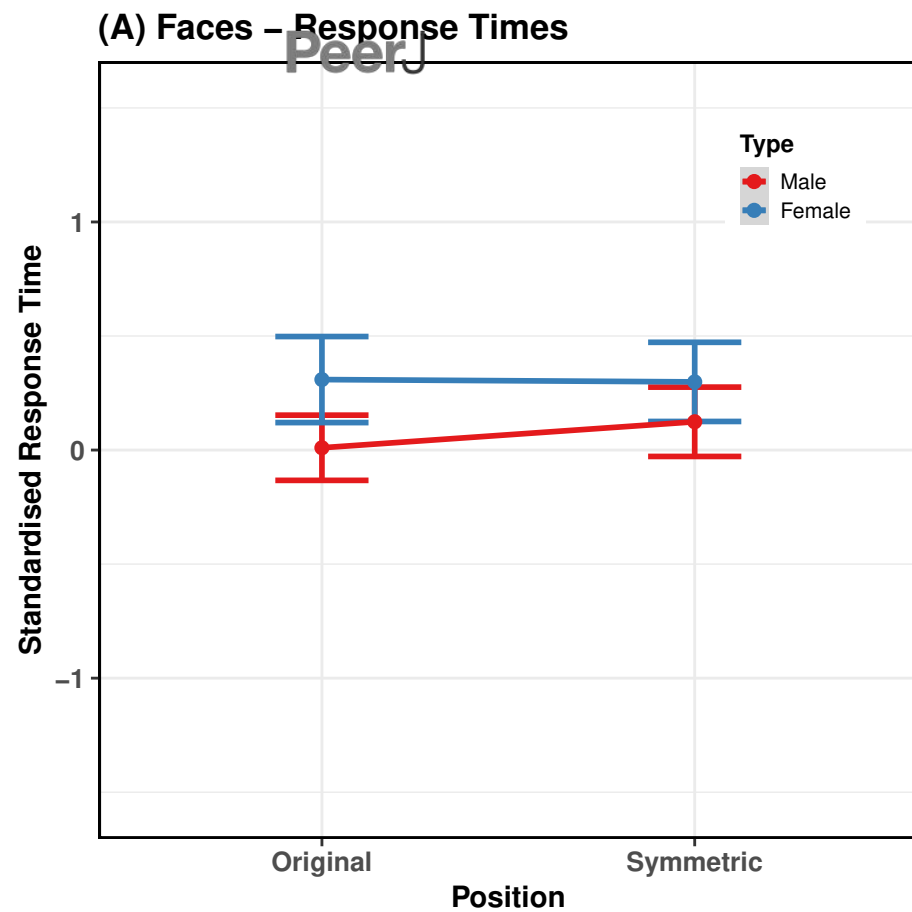 (A) Faces – Response Times
PeerJ
Type
Male
Female
1
0
−1
Standardised Response Time
Original
Symmetric
Position